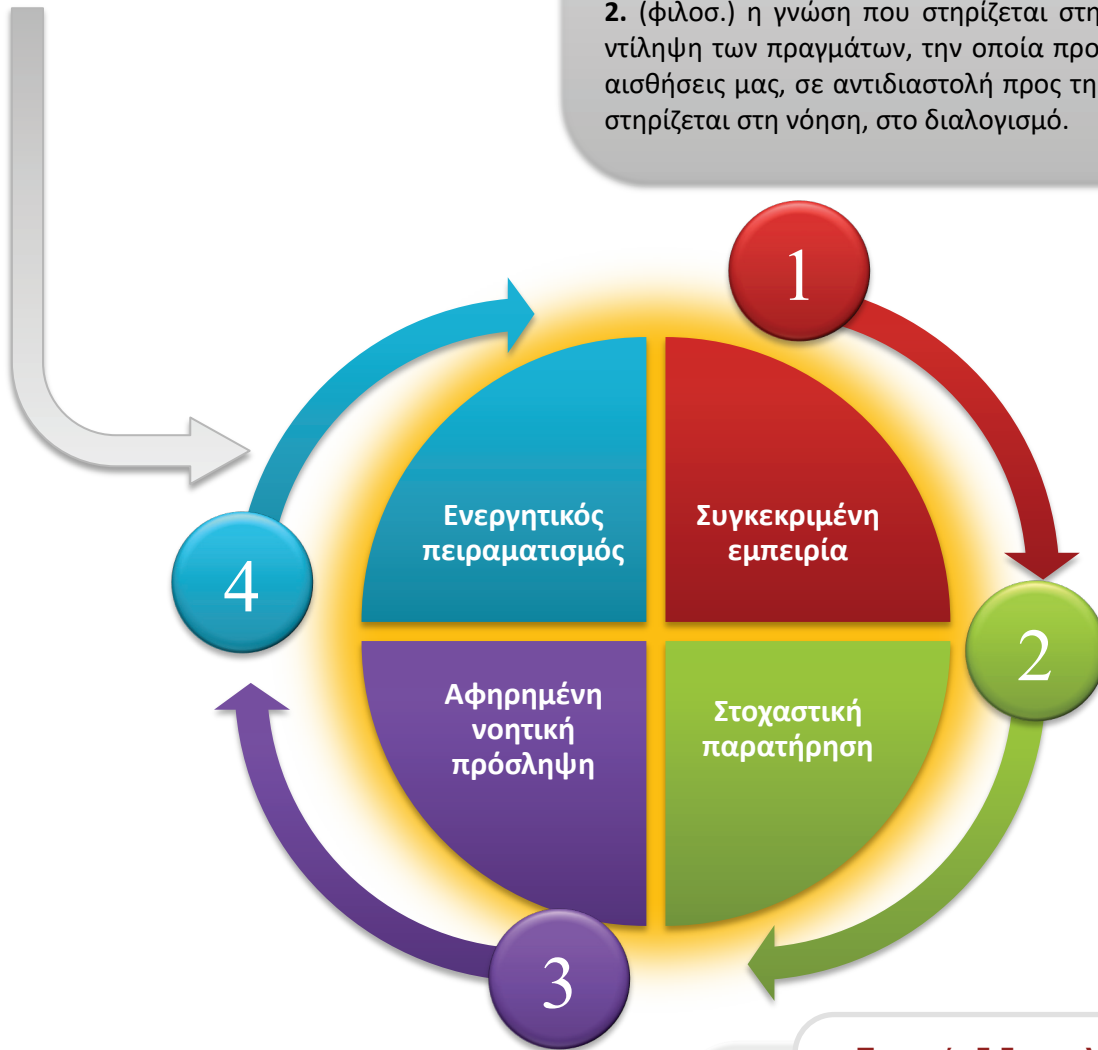 2. (φιλοσ.) η γνώση που στηρίζεται στη
ντίληψη των πραγμάτων, την οποία προ
αισθήσεις μας, σε αντιδιαστολή προς τη
στηρίζεται στη νόηση, στο διαλογισμό.
1
Ενεργητικός
πειραματισμός
Συγκεκριμένη
εμπειρία
4
2
Αφηρημένη
νοητική
πρόσληψη
Στοχαστική
παρατήρηση
3